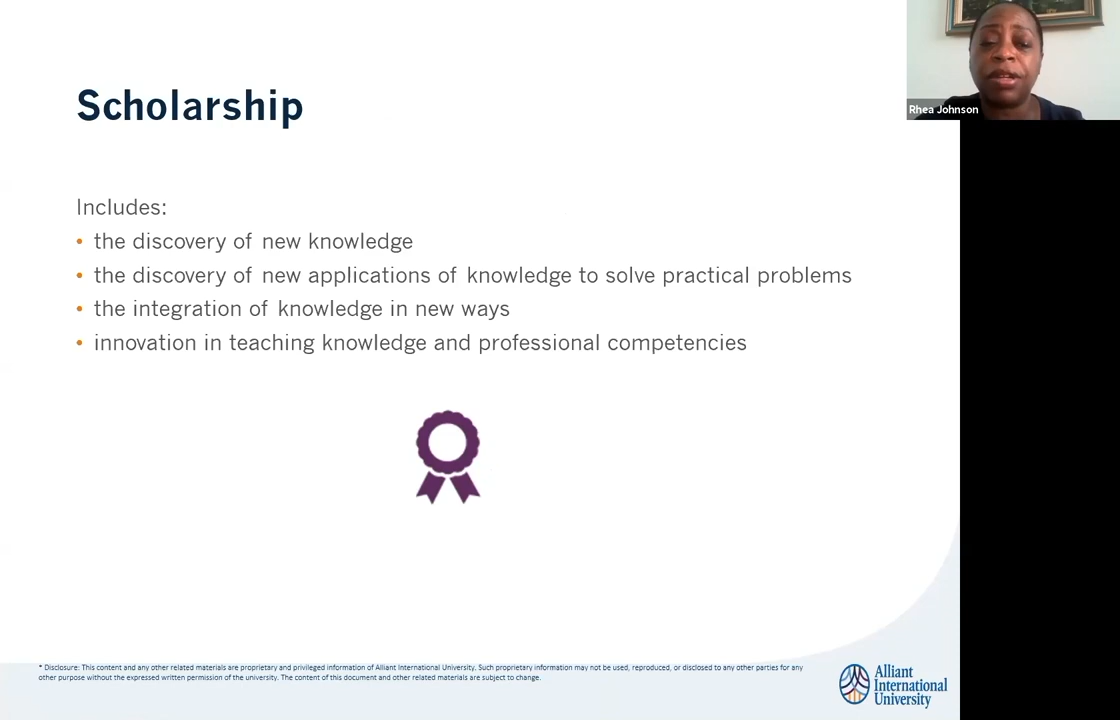 Rhea Johnson
Scholarship
Includes:
• the discovery of new knowledge
• the discovery of new applications of knowledge to solve practical problems
• the integration of knowledge in new ways
• innovation in teaching knowledge and professional competencies
* Disclosure: This content and any other related materials are proprietary and privileged information of Alliant International University. Such proprietary information may not be used, reproduced, or disclosed to any other parties for any
other purpose without the expressed written permission of the university. The content of this document and other related materials are subject to change.
Alliant
International
University